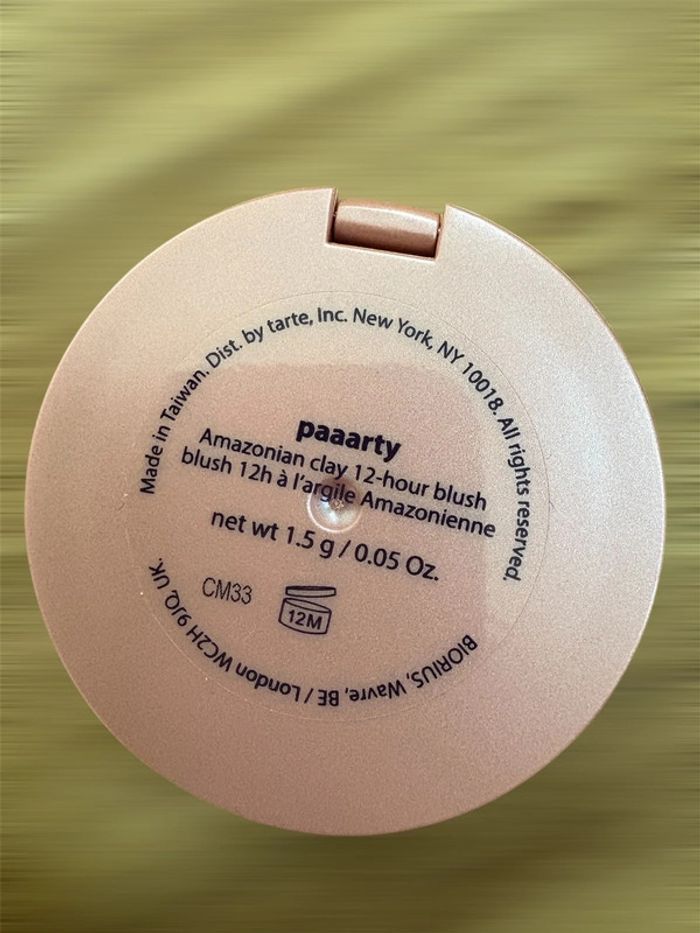 Made in Taiwan. Dist. by tarte, Inc. New York, NY 10018. All rights reserved.
paaarty
Amazonian clay 12-hour blush
blush 12h à l'argile Amazonienne
net wt 1.5 g / 0.05 Oz.
CM33
12M
BIORIUS, Wavre, BE / London WC2H 9JQ, UK.